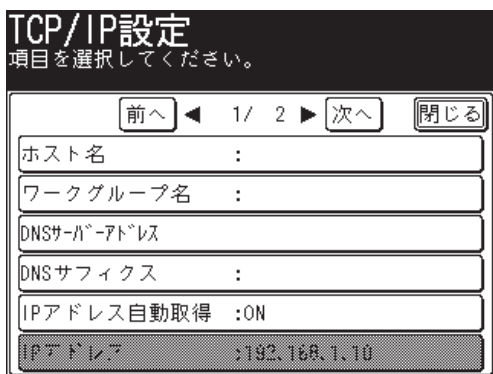 TCP/IP設定
項目を選択してください。
前へ ◀ 1/ 2 ▶ 次へ 閉じる
ホスト名 :
ワークグループ名 :
DNSｻｰﾊﾞｰｱﾄﾞﾚｽ
DNSサフィクス :
IPアドレス自動取得 :ON
IPアドレス :192.168.1.10